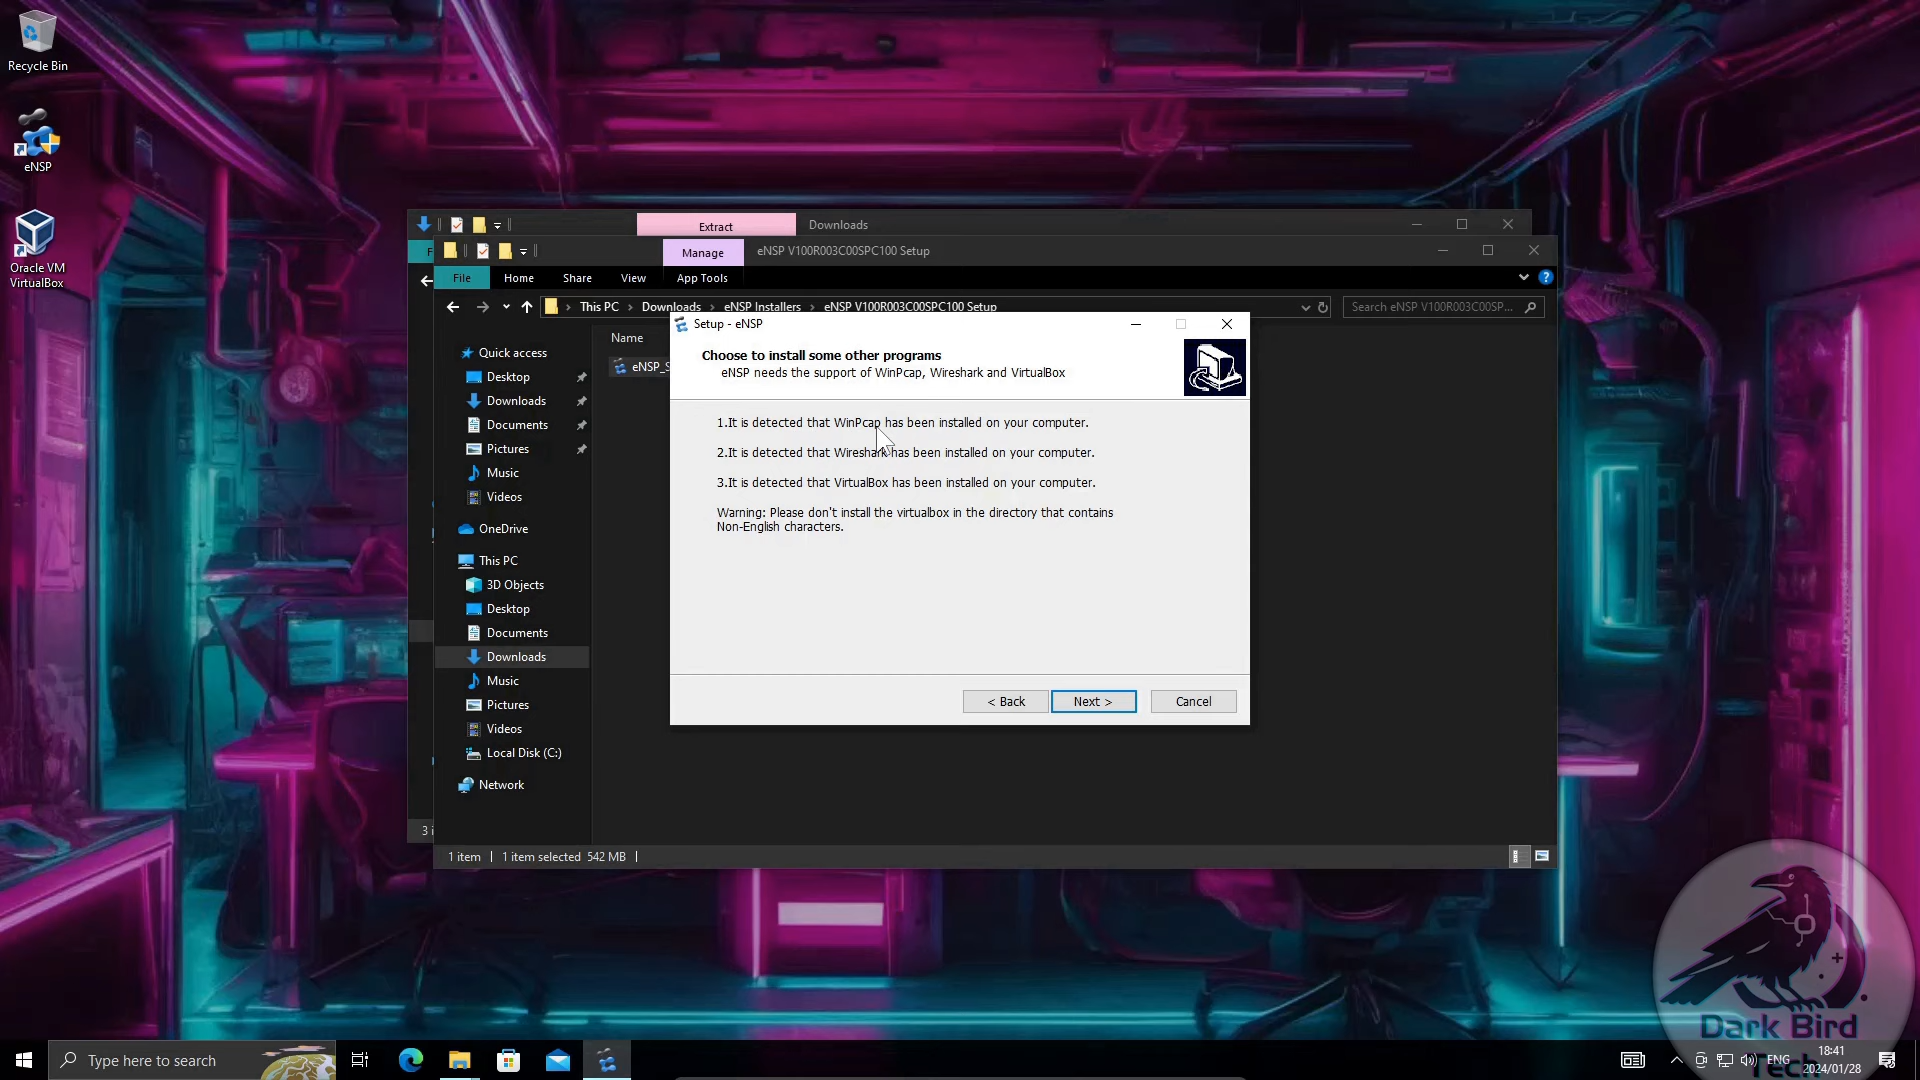 Recycle Bin
eNSP
Oracle VM
VirtualBox
Extract
Downloads
Manage
eNSP V100R003C00SPC100 Setup
File
Home
Share
View
App Tools
This PC
Downloads
eNSP Installers
eNSP V100R003C00SPC100 Setup
Search eNSP V100R003C00SP...
Name
eNSP_S
Quick access
Desktop
Downloads
Documents
Pictures
Music
Videos
OneDrive
This PC
3D Objects
Desktop
Documents
Downloads
Music
Pictures
Videos
Local Disk (C:)
Network
3 i
1 item
1 item selected 542 MB
Setup - eNSP
Choose to install some other programs
eNSP needs the support of WinPcap, Wireshark and VirtualBox
1.It is detected that WinPcap has been installed on your computer.
2.It is detected that Wireshark has been installed on your computer.
3.It is detected that VirtualBox has been installed on your computer.
Warning: Please don't install the virtualbox in the directory that contains
Non-English characters.
< Back
Next >
Cancel
Dark Bird
Tech
Type here to search
ENG
18:41
2024/01/28